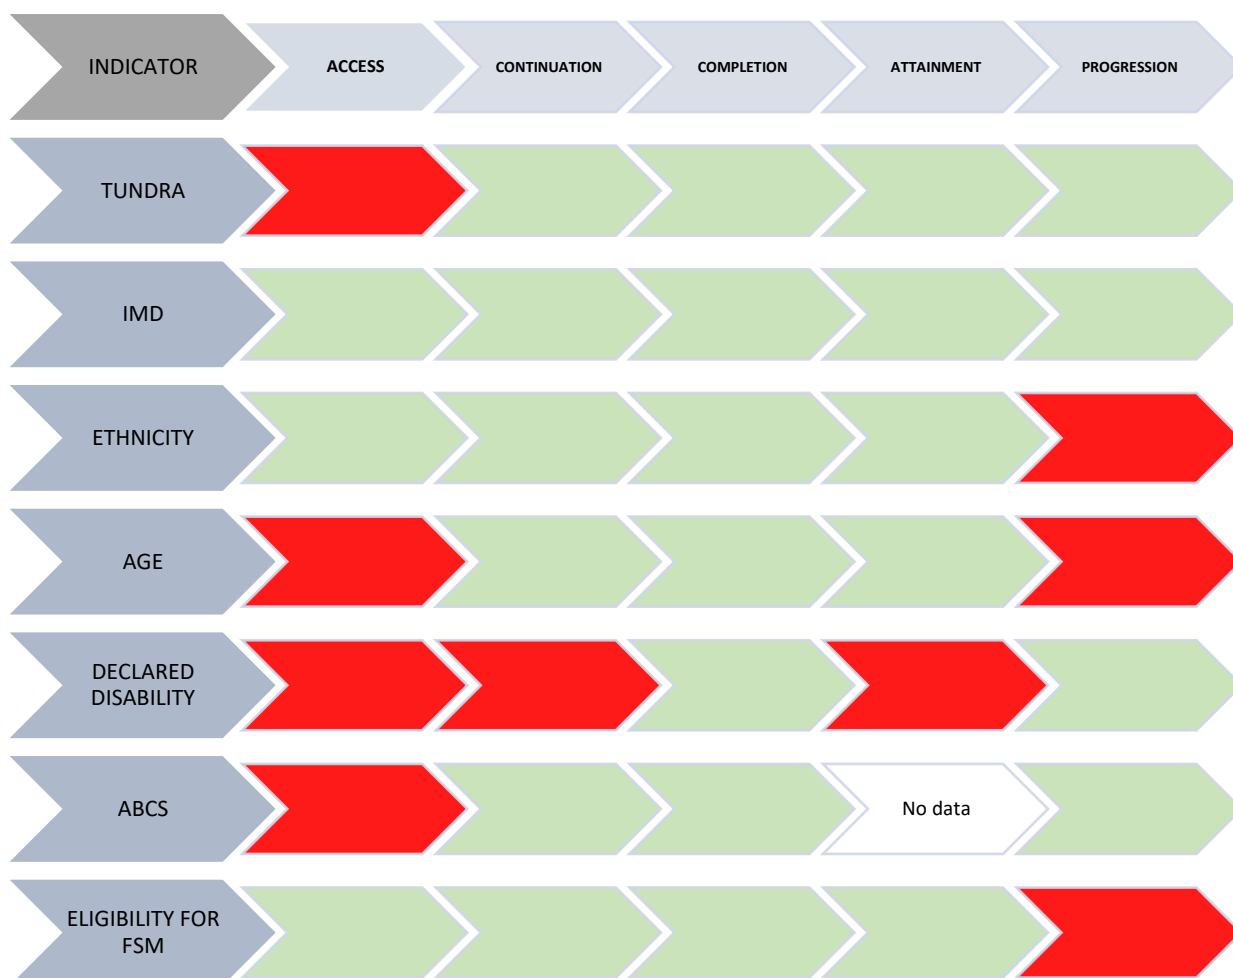 INDICATOR
ACCESS
CONTINUATION
COMPLETION
ATTAINMENT
PROGRESSION
TUNDRA
IMD
ETHNICITY
AGE
DECLARED
DISABILITY
ABCS
No data
ELIGIBILITY FOR
FSM